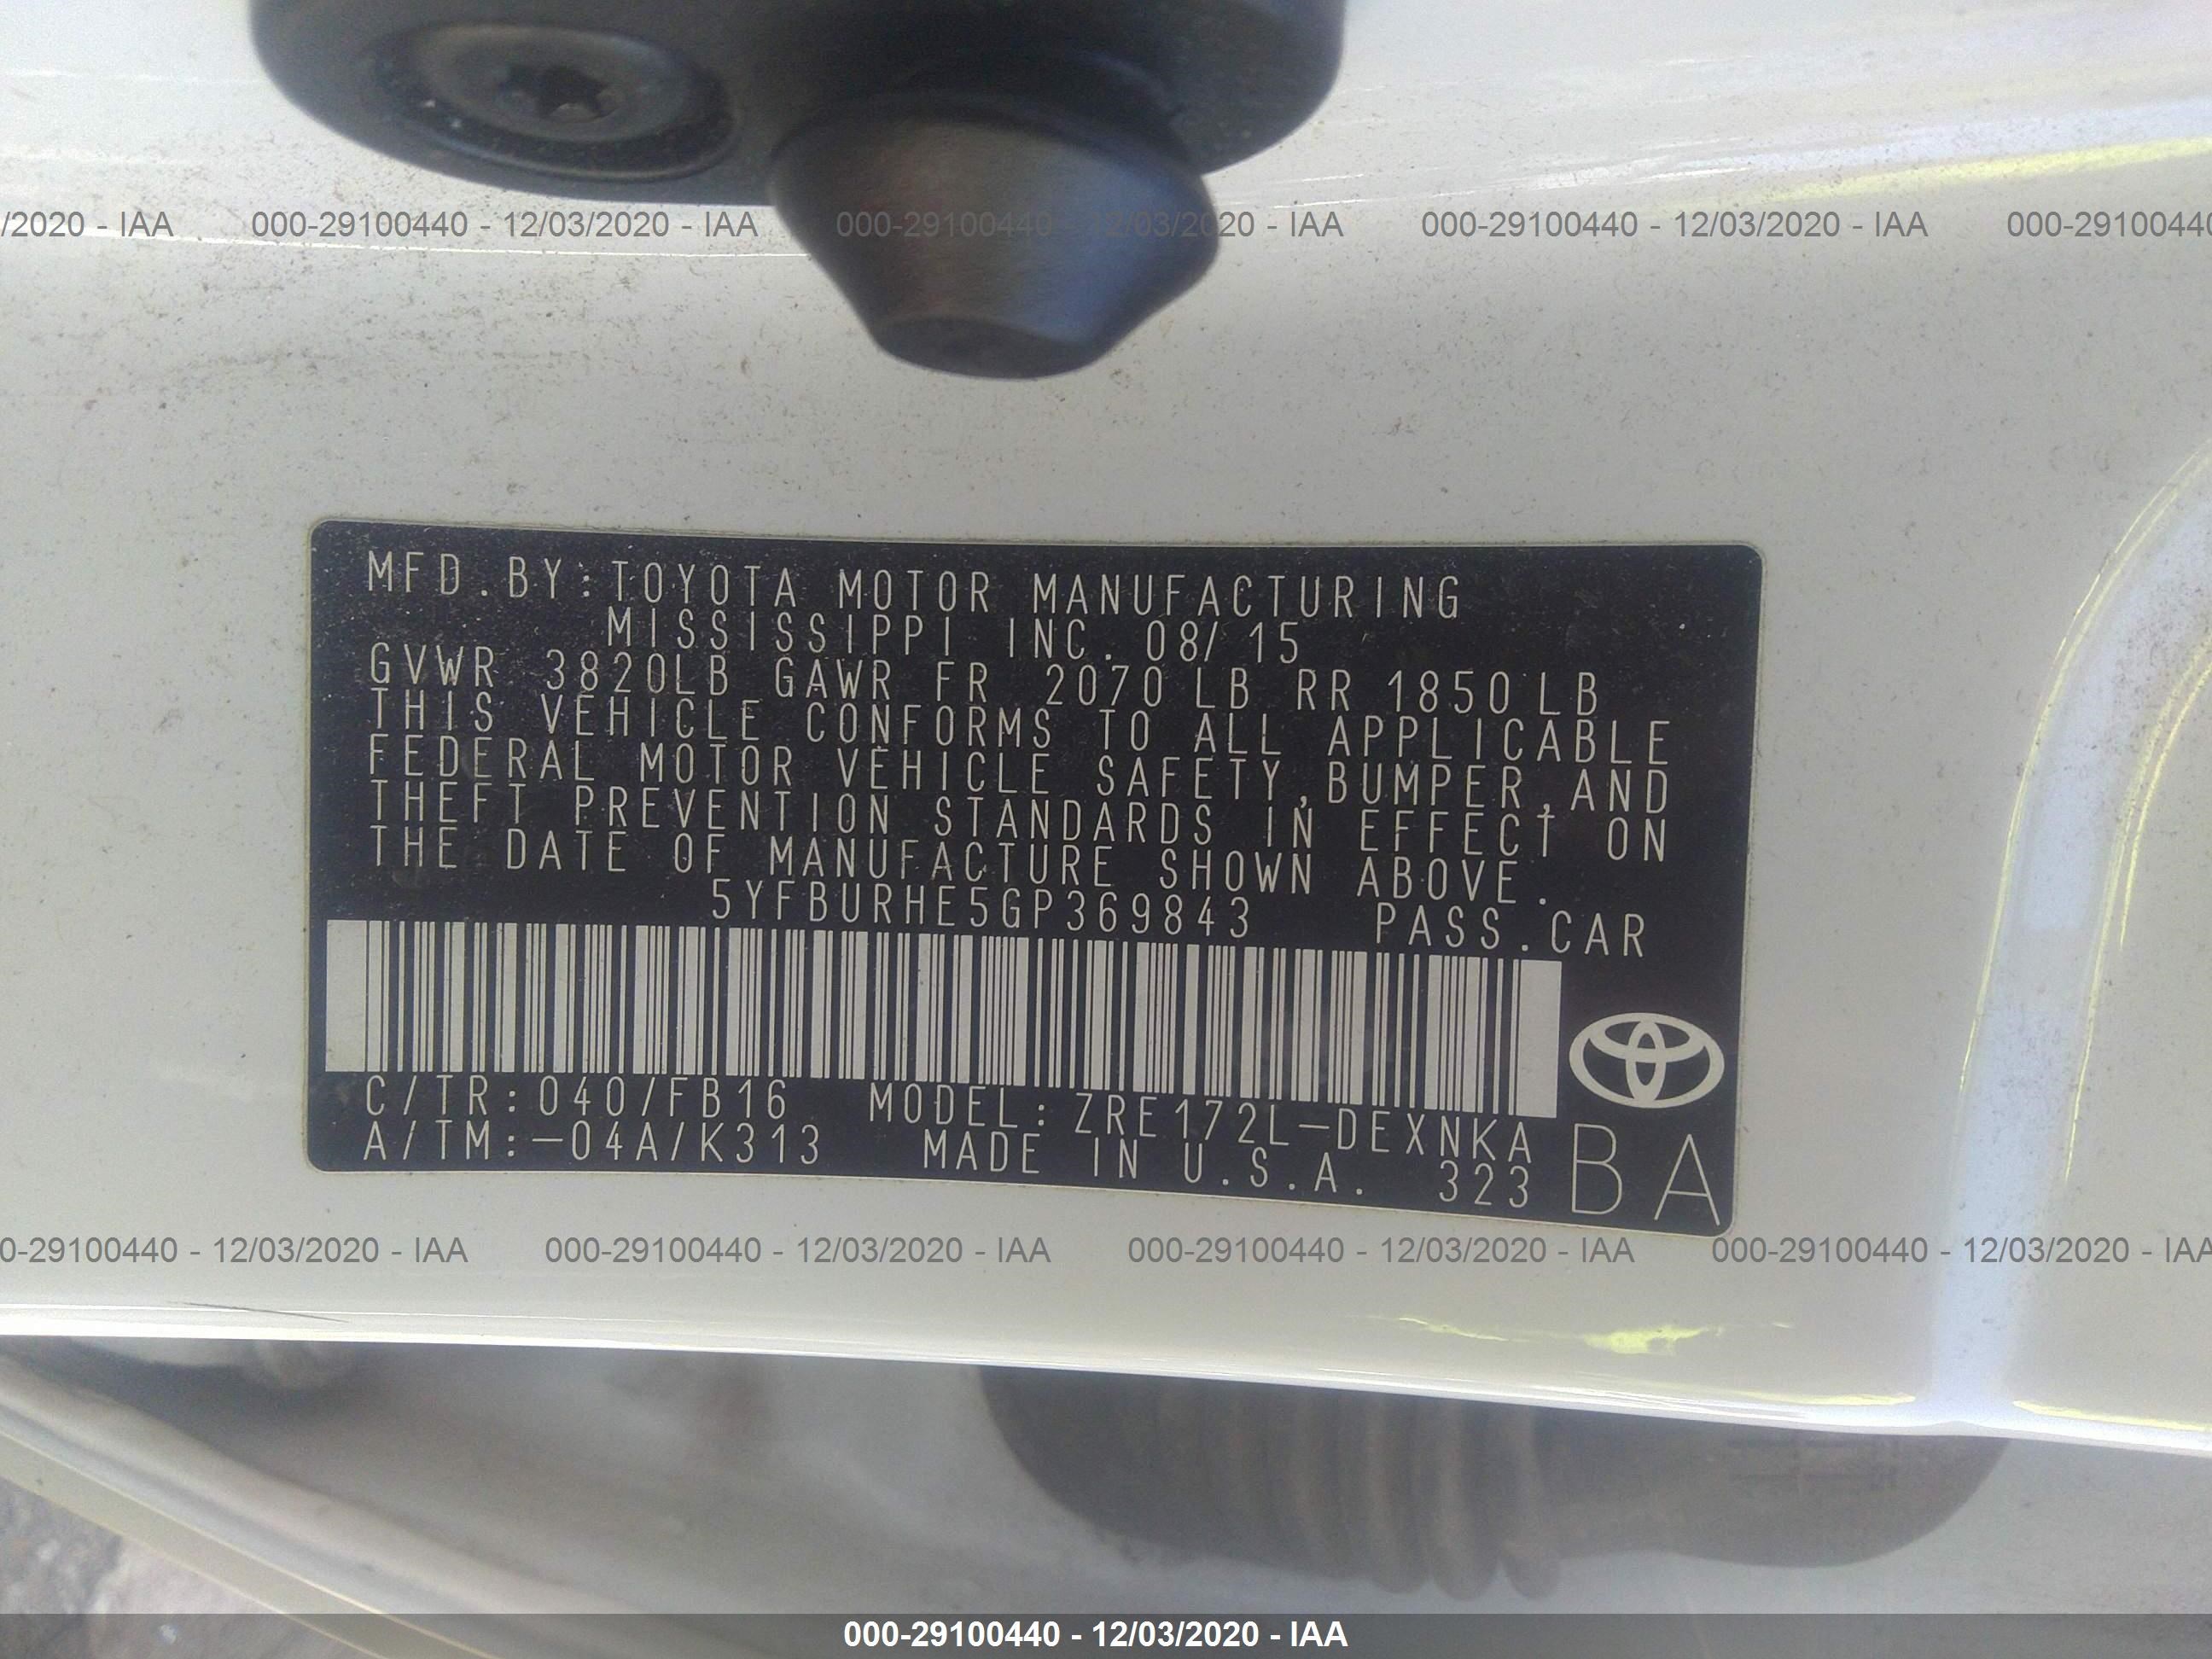 /2020 - IAA 000-29100440 - 12/03/2020 - IAA 000-29100440 - 12/03/2020 - IAA 000-29100440 - 12/03/2020 - IAA 000-29100440
MFD.BY:TOYOTA MOTOR MANUFACTURING
MISSISSIPPI INC. 08/15
GVWR 3820LB GAWR FR 2070LB RR 1850LB
THIS VEHICLE CONFORMS TO ALL APPLICABLE
FEDERAL MOTOR VEHICLE SAFETY,BUMPER,AND
THEFT PREVENTION STANDARDS IN EFFECT ON
THE DATE OF MANUFACTURE SHOWN ABOVE.
5YFBURHE5GP369843 PASS.CAR
C/TR:040/FB16 MODEL:ZRE172L-DEXNKA
A/TM:-04A/K313 MADE IN U.S.A. 323
BA
0-29100440 - 12/03/2020 - IAA 000-29100440 - 12/03/2020 - IAA 000-29100440 - 12/03/2020 - IAA 000-29100440 - 12/03/2020 - IAA
000-29100440 - 12/03/2020 - IAA